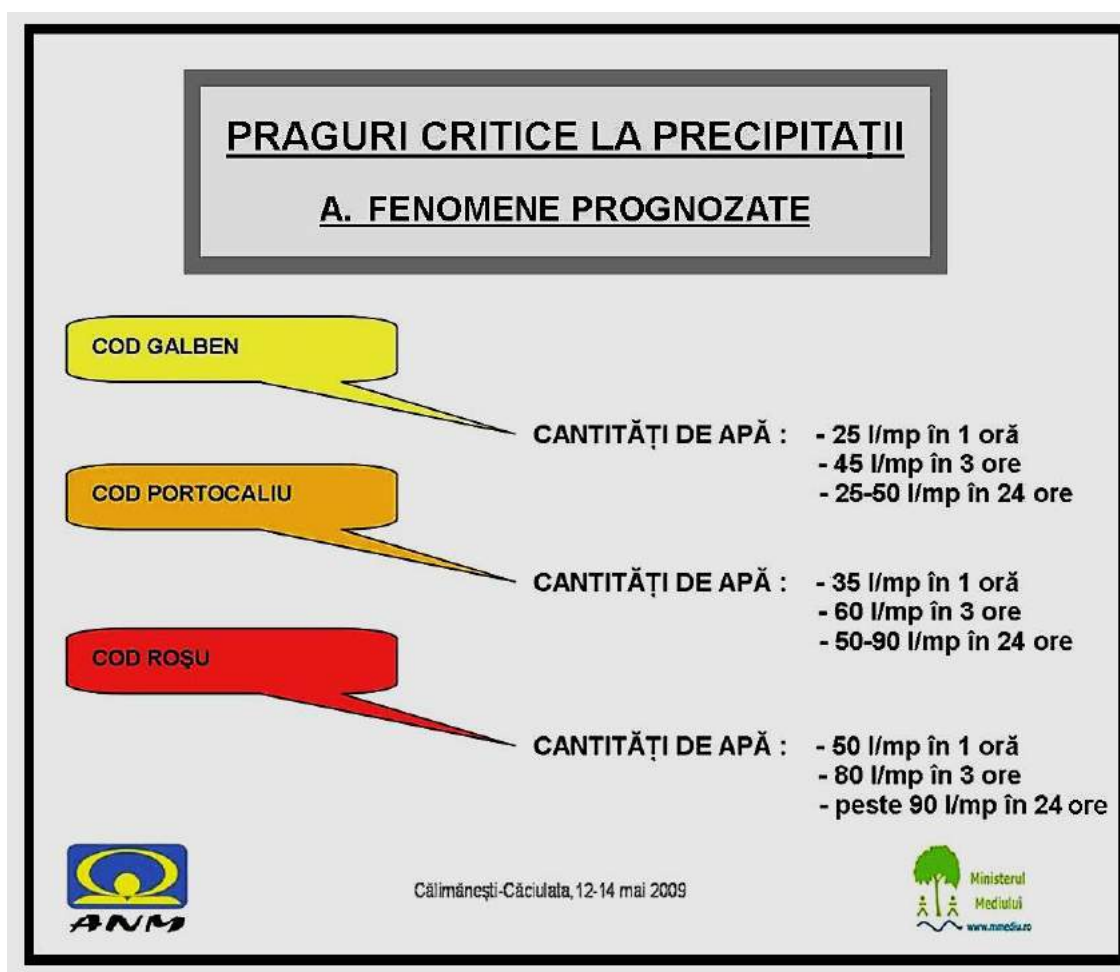 PRAGURI CRITICE LA PRECIPITAȚII
A. FENOMENE PROGNOZATE
COD GALBEN
CANTITĂȚI DE APĂ : - 25 l/mp în 1 oră
- 45 l/mp în 3 ore
- 25-50 l/mp în 24 ore
COD PORTOCALIU
CANTITĂȚI DE APĂ : - 35 l/mp în 1 oră
- 60 l/mp în 3 ore
- 50-90 l/mp în 24 ore
COD ROŞU
CANTITĂȚI DE APĂ : - 50 l/mp în 1 oră
- 80 l/mp în 3 ore
- peste 90 l/mp în 24 ore
ANM
Călimănești-Căciulata, 12-14 mai 2009
Ministerul
Mediului
www.mmediu.ro